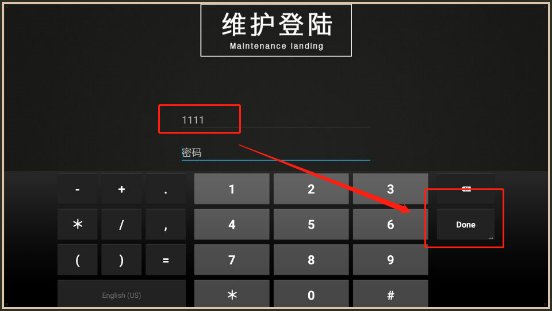 维护登陆
Maintenance landing
1111
密码
- + . 1 2 3
* / , 4 5 6 Done
( ) = 7 8 9
English (US) * 0 #